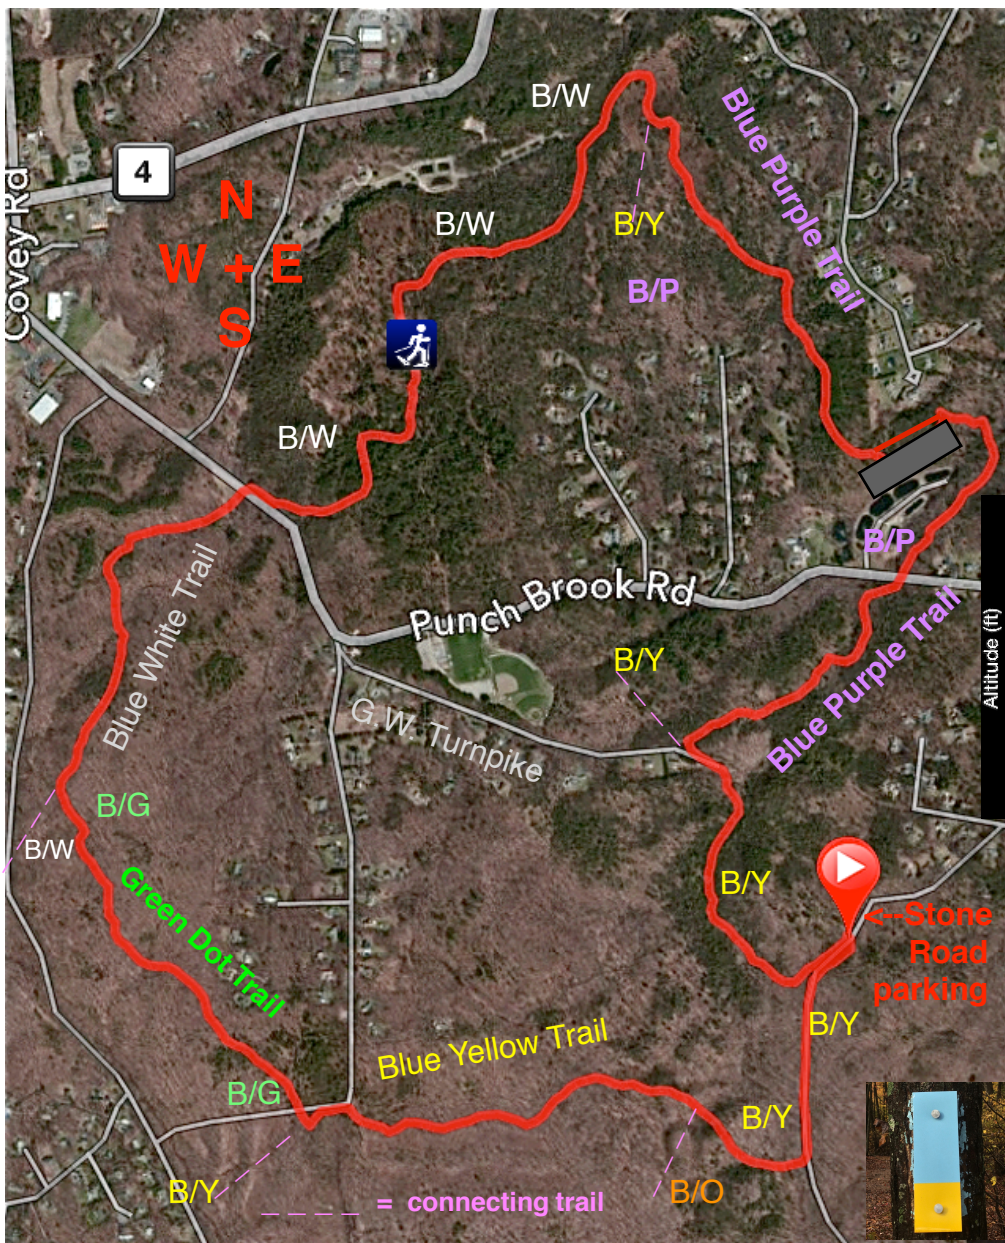 B/W
Blue Purple Trail
4
Covey Rd
N
W + E
S
B/W
B/Y
B/P
B/W
B/P
Blue White Trail
Punch Brook Rd
Blue Purple Trail
Altitude (ft)
B/Y
G.W. Turnpike
B/G
B/W
Green Dot Trail
B/Y
<--Stone
Road
parking
B/Y
Blue Yellow Trail
B/G
B/Y
B/Y
B/O
= connecting trail